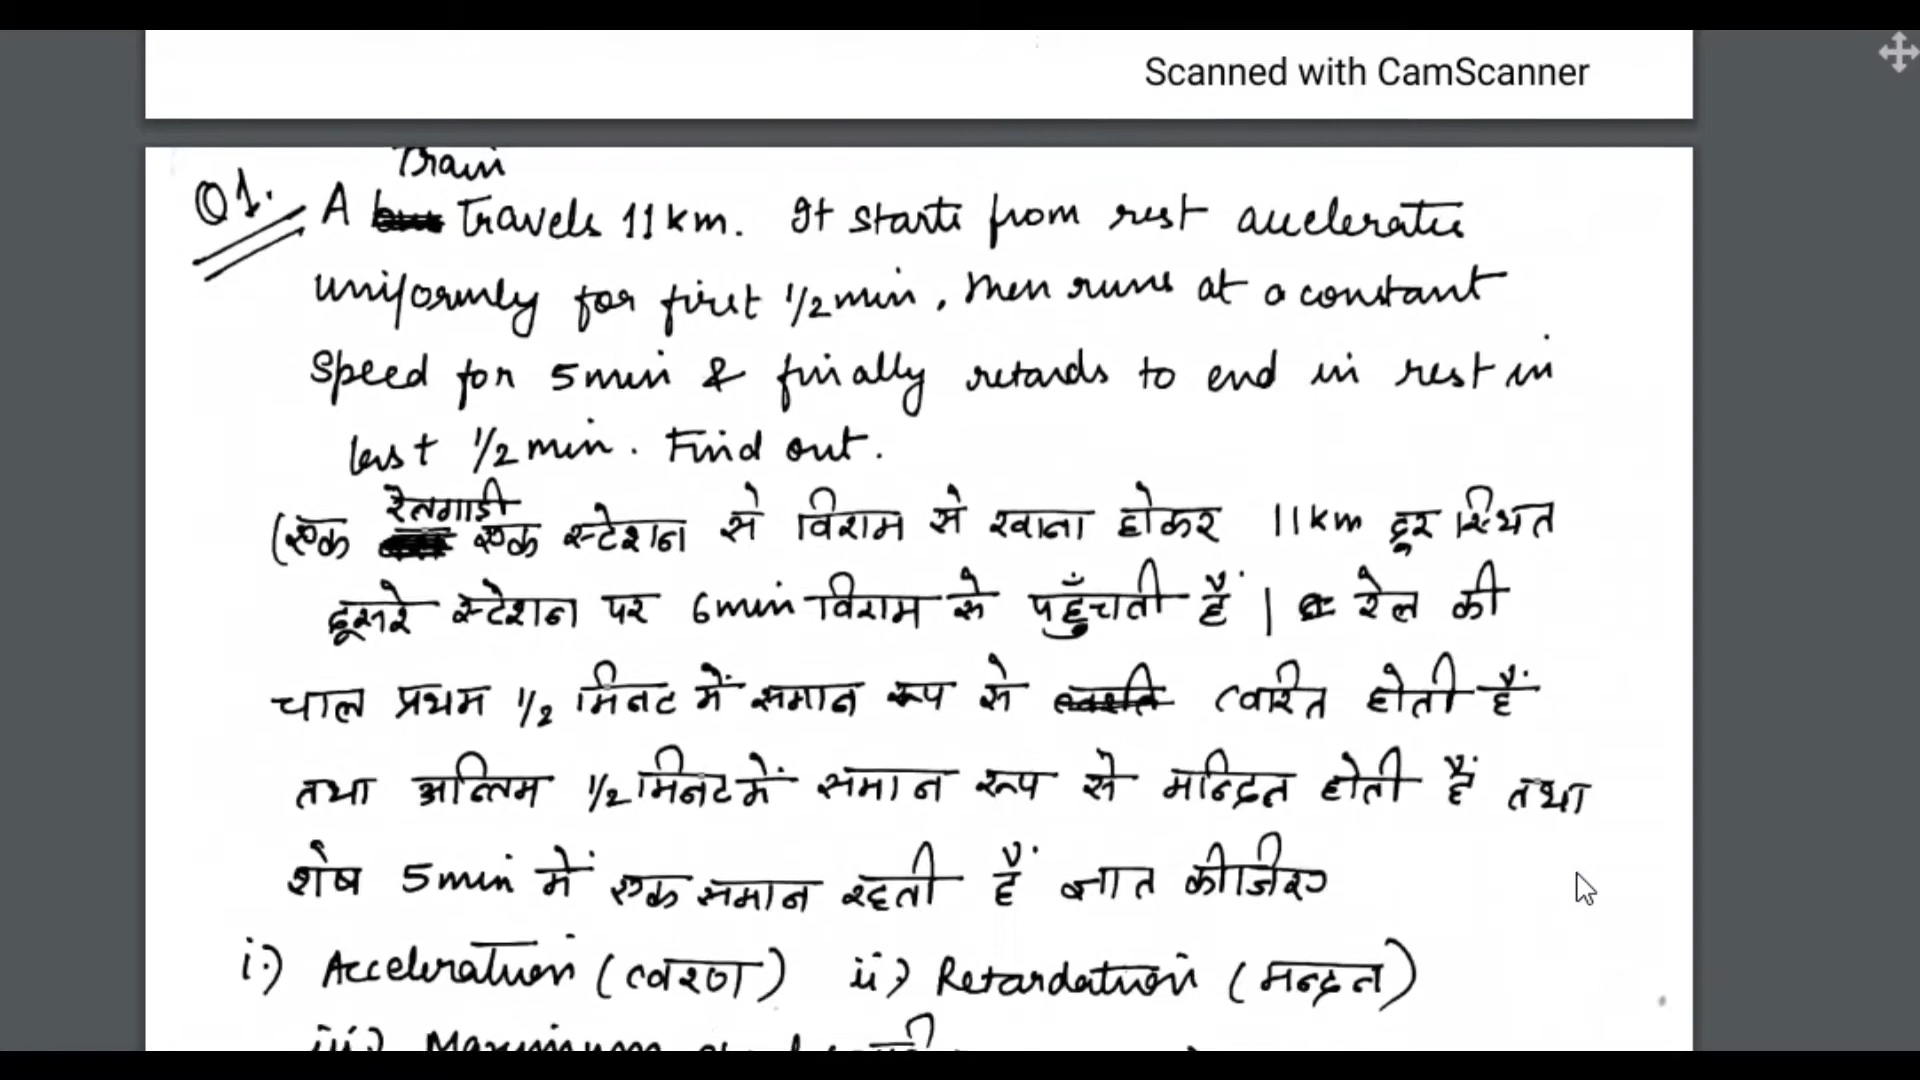 Scanned with CamScanner
Train
Q1. A Travels 11 km. It starts from rest accelerates
uniformly for first 1/2 min, then runs at a constant
Speed for 5 min & finally retards to end in rest in
last 1/2 min. Find out.
रेलगाडी
(एक एक स्टेशन से विराम से रवाना होकर 11km दूर स्थित
दूसरे स्टेशन पर 6 min विराम से पहुँचती हैं। रेल की
चाल प्रथम 1/2 मिनट में समान रूप से त्वरित होती हैं
तथा अन्तिम 1/2 मिनट में समान रूप से मन्दित होती हैं तथा
शेष 5 min में एक समान रहती हैं ज्ञात कीजिए
i) Acceleration (त्वरण) ii) Retardation (मन्दन)
iii) Maximum